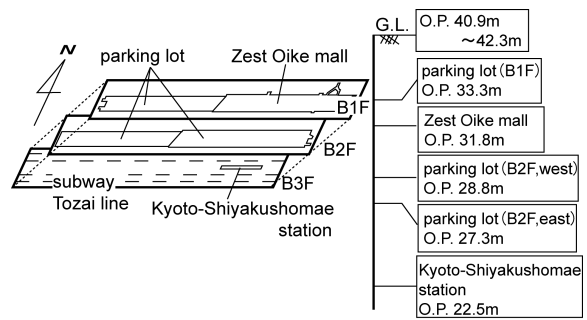 N
parking lot
Zest Oike mall
B1F
B2F
B3F
subway
Tozai line
Kyoto-Shiyakushomae
station
G.L.
O.P. 40.9m
～42.3m
parking lot (B1F)
O.P. 33.3m
Zest Oike mall
O.P. 31.8m
parking lot (B2F,west)
O.P. 28.8m
parking lot (B2F,east)
O.P. 27.3m
Kyoto-Shiyakushomae
station
O.P. 22.5m